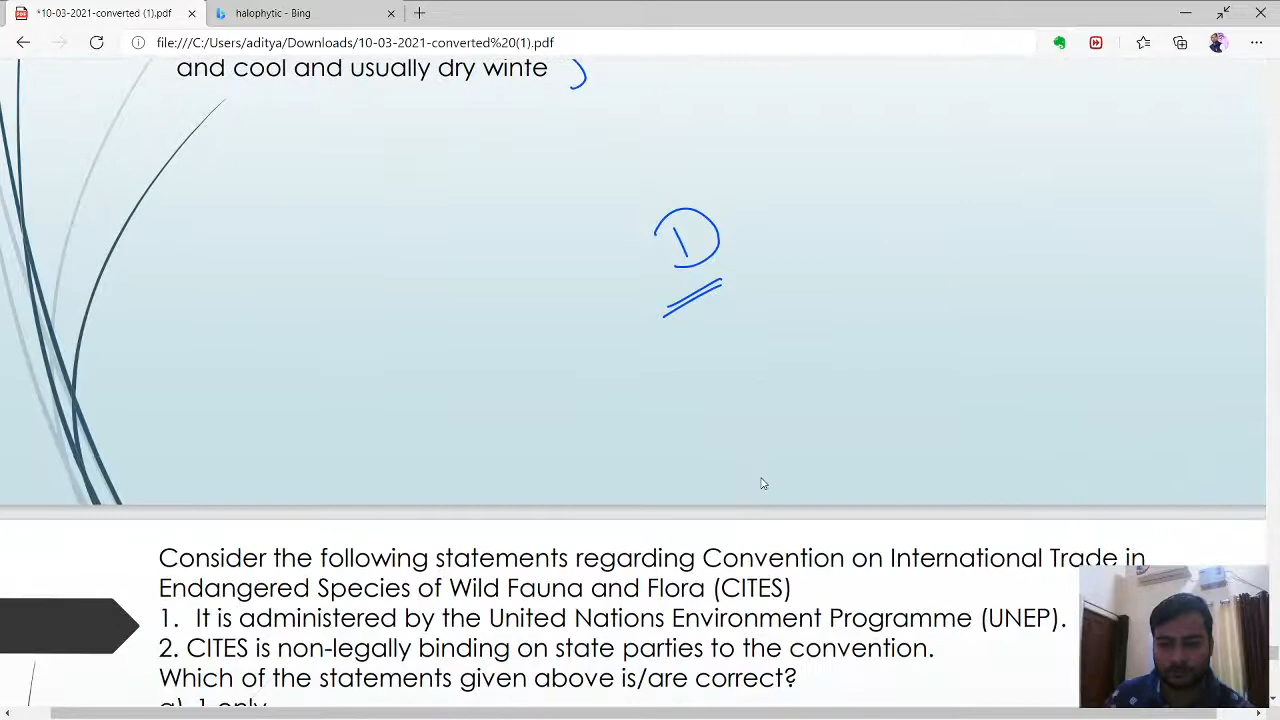 *10-03-2021-converted (1).pdf
halophytic - Bing
file:///C:/Users/aditya/Downloads/10-03-2021-converted%20(1).pdf
and cool and usually dry winte
D
Consider the following statements regarding Convention on International Trade in
Endangered Species of Wild Fauna and Flora (CITES)
1. It is administered by the United Nations Environment Programme (UNEP).
2. CITES is non-legally binding on state parties to the convention.
Which of the statements given above is/are correct?
a) 1 only